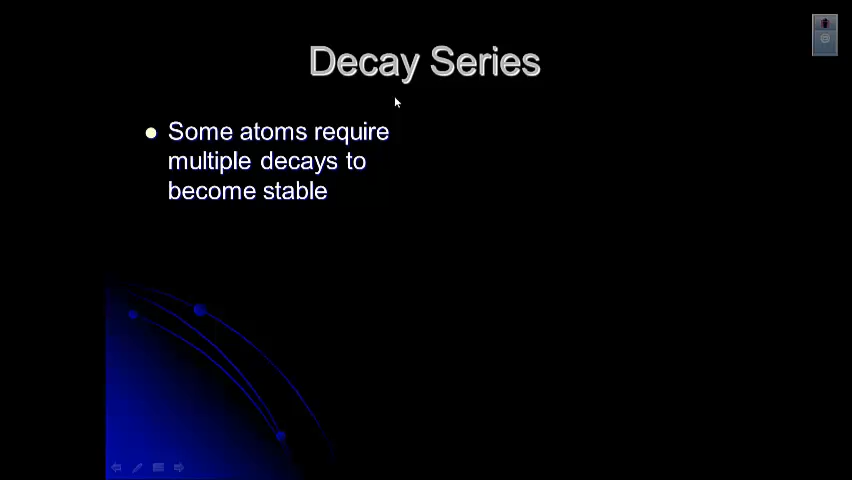 Decay Series
Some atoms require
multiple decays to
become stable